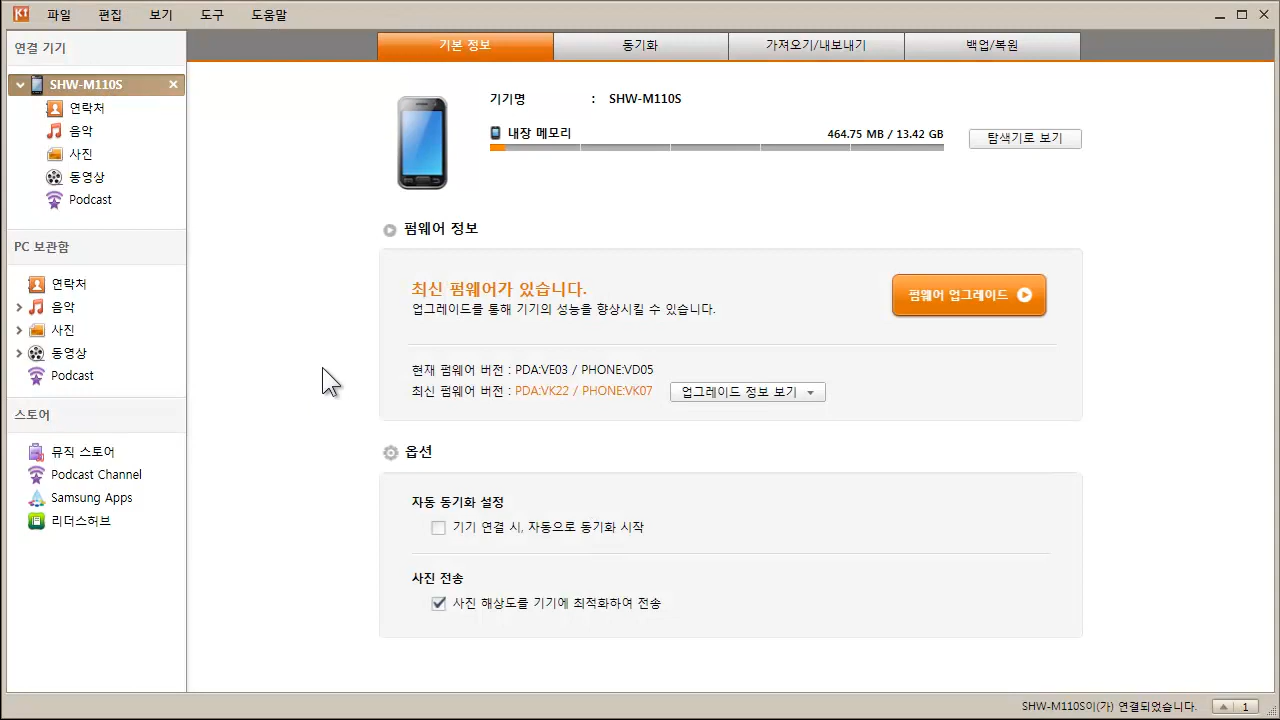 파일 편집 보기 도구 도움말
연결 기기
SHW-M110S
연락처
음악
사진
동영상
Podcast
PC 보관함
연락처
음악
사진
동영상
Podcast
스토어
뮤직 스토어
Podcast Channel
Samsung Apps
리더스허브
기본 정보 동기화 가져오기/내보내기 백업/복원
기기명 : SHW-M110S
내장 메모리 464.75 MB / 13.42 GB 탐색기로 보기
펌웨어 정보
최신 펌웨어가 있습니다.
업그레이드를 통해 기기의 성능을 향상시킬 수 있습니다.
펌웨어 업그레이드
현재 펌웨어 버전 : PDA:VE03 / PHONE:VD05
최신 펌웨어 버전 : PDA:VK22 / PHONE:VK07 업그레이드 정보 보기
옵션
자동 동기화 설정
기기 연결 시, 자동으로 동기화 시작
사진 전송
사진 해상도를 기기에 최적화하여 전송
SHW-M110S이(가) 연결되었습니다. 1